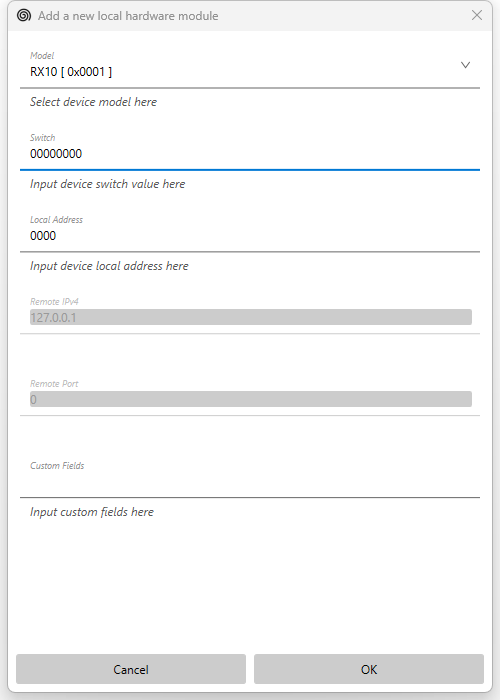 Add a new local hardware module
Model
RX10 [ 0x0001 ]
Select device model here
Switch
00000000
Input device switch value here
Local Address
0000
Input device local address here
Remote IPv4
127.0.0.1
Remote Port
0
Custom Fields
Input custom fields here
Cancel
OK